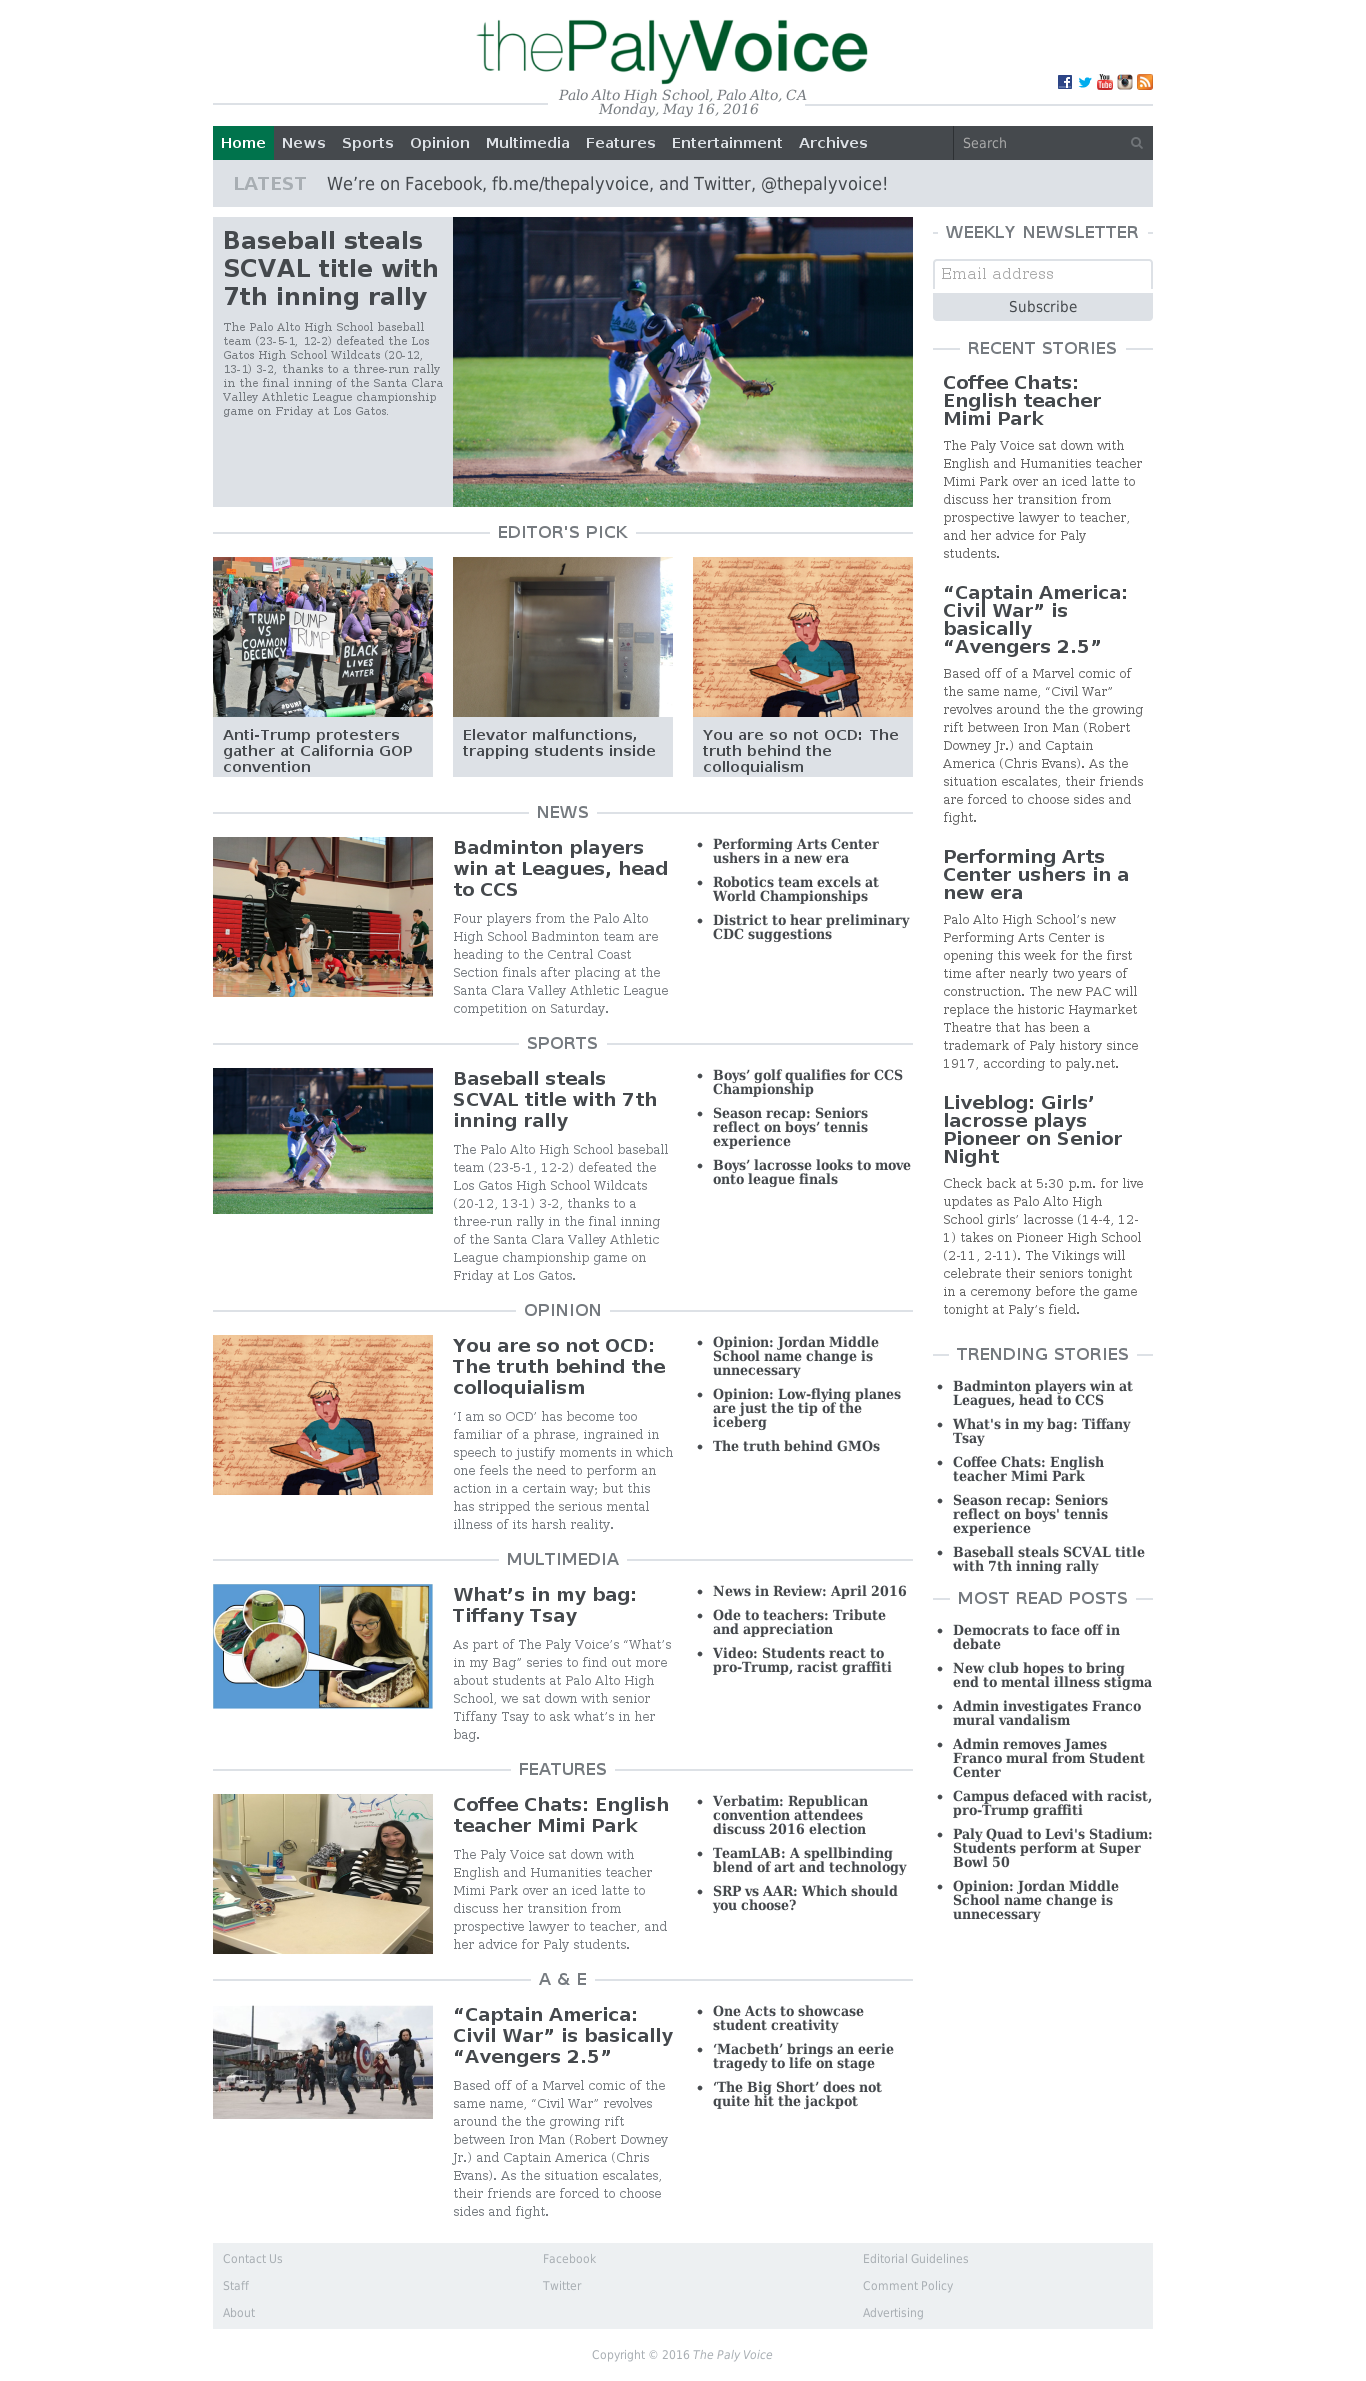 thePalyVoice
Palo Alto High School, Palo Alto, CA
Monday, May 16, 2016
Home News Sports Opinion Multimedia Features Entertainment Archives Search
LATEST We’re on Facebook, fb.me/thepalyvoice, and Twitter, @thepalyvoice!
Baseball steals
SCVAL title with
7th inning rally
The Palo Alto High School baseball
team (23-5-1, 12-2) defeated the Los
Gatos High School Wildcats (20-12,
13-1) 3-2, thanks to a three-run rally
in the final inning of the Santa Clara
Valley Athletic League championship
game on Friday at Los Gatos.
EDITOR'S PICK
TRUMP
VS
COMMON
DECENCY
DUMP
TRUMP
BLACK
LIVES
MATTER
1
Anti-Trump protesters
gather at California GOP
convention
Elevator malfunctions,
trapping students inside
You are so not OCD: The
truth behind the
colloquialism
NEWS
Badminton players
win at Leagues, head
to CCS
Four players from the Palo Alto
High School Badminton team are
heading to the Central Coast
Section finals after placing at the
Santa Clara Valley Athletic League
competition on Saturday.
• Performing Arts Center
ushers in a new era
• Robotics team excels at
World Championships
• District to hear preliminary
CDC suggestions
SPORTS
Baseball steals
SCVAL title with 7th
inning rally
The Palo Alto High School baseball
team (23-5-1, 12-2) defeated the
Los Gatos High School Wildcats
(20-12, 13-1) 3-2, thanks to a
three-run rally in the final inning
of the Santa Clara Valley Athletic
League championship game on
Friday at Los Gatos.
• Boys’ golf qualifies for CCS
Championship
• Season recap: Seniors
reflect on boys’ tennis
experience
• Boys’ lacrosse looks to move
onto league finals
OPINION
You are so not OCD:
The truth behind the
colloquialism
‘I am so OCD’ has become too
familiar of a phrase, ingrained in
speech to justify moments in which
one feels the need to perform an
action in a certain way; but this
has stripped the serious mental
illness of its harsh reality.
• Opinion: Jordan Middle
School name change is
unnecessary
• Opinion: Low-flying planes
are just the tip of the
iceberg
• The truth behind GMOs
MULTIMEDIA
What’s in my bag:
Tiffany Tsay
As part of The Paly Voice’s “What’s
in my Bag” series to find out more
about students at Palo Alto High
School, we sat down with senior
Tiffany Tsay to ask what’s in her
bag.
• News in Review: April 2016
• Ode to teachers: Tribute
and appreciation
• Video: Students react to
pro-Trump, racist graffiti
FEATURES
Coffee Chats: English
teacher Mimi Park
The Paly Voice sat down with
English and Humanities teacher
Mimi Park over an iced latte to
discuss her transition from
prospective lawyer to teacher, and
her advice for Paly students.
• Verbatim: Republican
convention attendees
discuss 2016 election
• TeamLAB: A spellbinding
blend of art and technology
• SRP vs AAR: Which should
you choose?
A & E
“Captain America:
Civil War” is basically
“Avengers 2.5”
Based off of a Marvel comic of the
same name, “Civil War” revolves
around the the growing rift
between Iron Man (Robert Downey
Jr.) and Captain America (Chris
Evans). As the situation escalates,
their friends are forced to choose
sides and fight.
• One Acts to showcase
student creativity
• ‘Macbeth’ brings an eerie
tragedy to life on stage
• ‘The Big Short’ does not
quite hit the jackpot
WEEKLY NEWSLETTER
Email address
Subscribe
RECENT STORIES
Coffee Chats:
English teacher
Mimi Park
The Paly Voice sat down with
English and Humanities teacher
Mimi Park over an iced latte to
discuss her transition from
prospective lawyer to teacher,
and her advice for Paly
students.
“Captain America:
Civil War” is
basically
“Avengers 2.5”
Based off of a Marvel comic of
the same name, “Civil War”
revolves around the the growing
rift between Iron Man (Robert
Downey Jr.) and Captain
America (Chris Evans). As the
situation escalates, their friends
are forced to choose sides and
fight.
Performing Arts
Center ushers in a
new era
Palo Alto High School’s new
Performing Arts Center is
opening this week for the first
time after nearly two years of
construction. The new PAC will
replace the historic Haymarket
Theatre that has been a
trademark of Paly history since
1917, according to paly.net.
Liveblog: Girls’
lacrosse plays
Pioneer on Senior
Night
Check back at 5:30 p.m. for live
updates as Palo Alto High
School girls’ lacrosse (14-4, 12-
1) takes on Pioneer High School
(2-11, 2-11). The Vikings will
celebrate their seniors tonight
in a ceremony before the game
tonight at Paly’s field.
TRENDING STORIES
• Badminton players win at
Leagues, head to CCS
• What's in my bag: Tiffany
Tsay
• Coffee Chats: English
teacher Mimi Park
• Season recap: Seniors
reflect on boys' tennis
experience
• Baseball steals SCVAL title
with 7th inning rally
MOST READ POSTS
• Democrats to face off in
debate
• New club hopes to bring
end to mental illness stigma
• Admin investigates Franco
mural vandalism
• Admin removes James
Franco mural from Student
Center
• Campus defaced with racist,
pro-Trump graffiti
• Paly Quad to Levi's Stadium:
Students perform at Super
Bowl 50
• Opinion: Jordan Middle
School name change is
unnecessary
Contact Us
Staff
About
Facebook
Twitter
Editorial Guidelines
Comment Policy
Advertising
Copyright © 2016 The Paly Voice